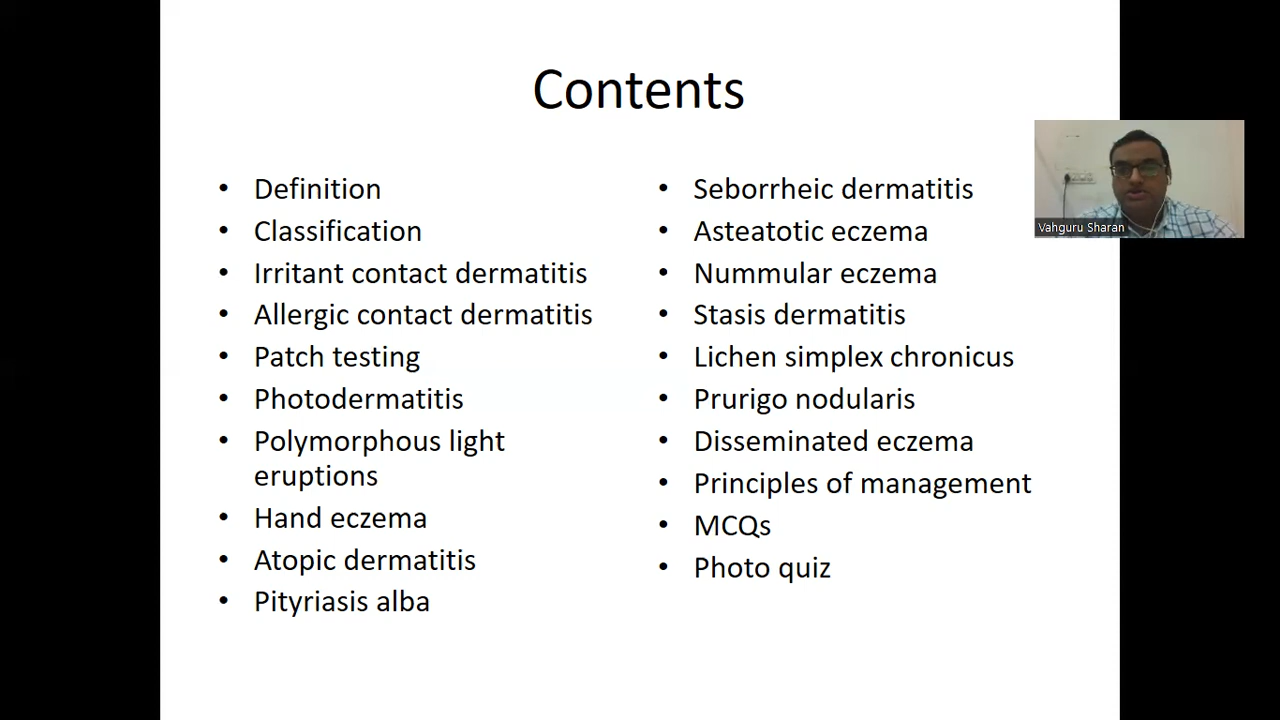 Contents
• Definition
• Classification
• Irritant contact dermatitis
• Allergic contact dermatitis
• Patch testing
• Photodermatitis
• Polymorphous light
eruptions
• Hand eczema
• Atopic dermatitis
• Pityriasis alba
• Seborrheic dermatitis
• Asteatotic eczema
• Nummular eczema
• Stasis dermatitis
• Lichen simplex chronicus
• Prurigo nodularis
• Disseminated eczema
• Principles of management
• MCQs
• Photo quiz
Vahguru Sharan